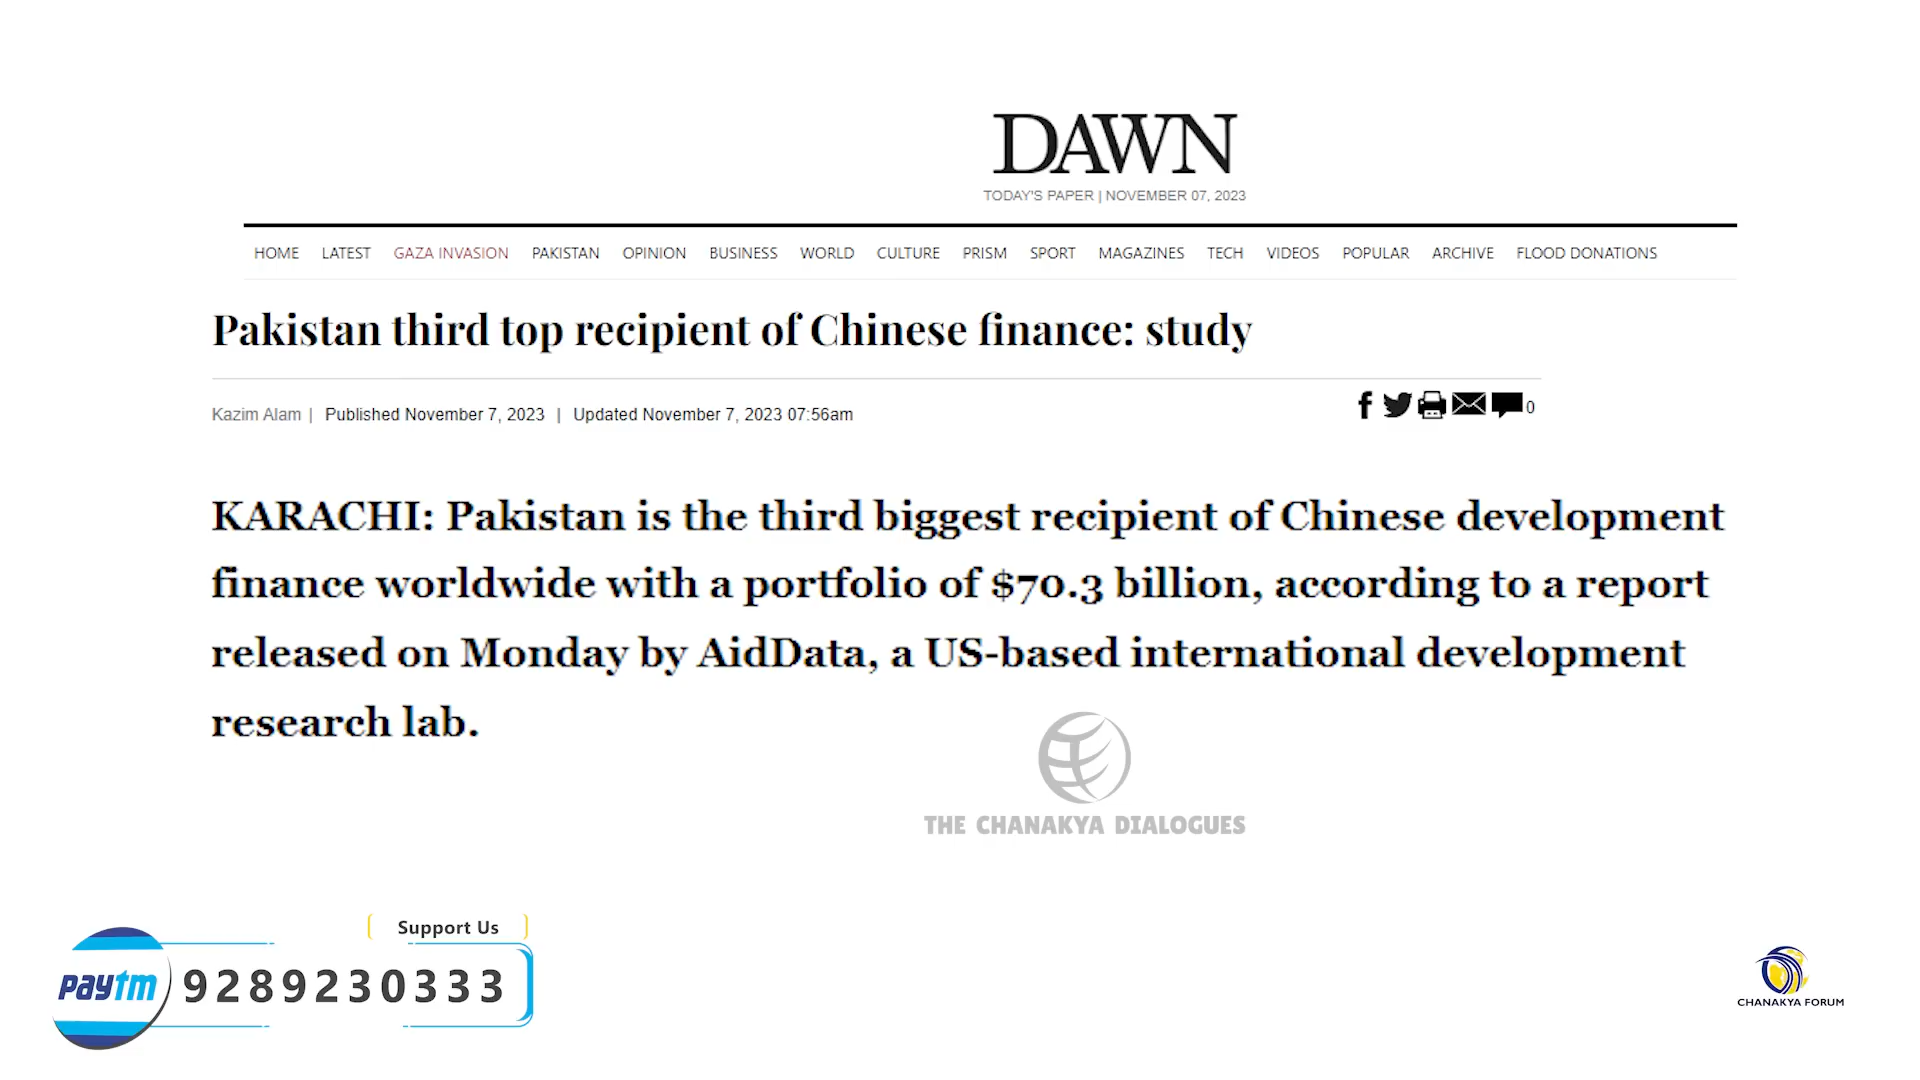 DAWN
TODAY'S PAPER | NOVEMBER 07, 2023
HOME LATEST GAZA INVASION PAKISTAN OPINION BUSINESS WORLD CULTURE PRISM SPORT MAGAZINES TECH VIDEOS POPULAR ARCHIVE FLOOD DONATIONS
Pakistan third top recipient of Chinese finance: study
Kazim Alam | Published November 7, 2023 | Updated November 7, 2023 07:56am
0
KARACHI: Pakistan is the third biggest recipient of Chinese development
finance worldwide with a portfolio of $70.3 billion, according to a report
released on Monday by AidData, a US-based international development
research lab.
THE CHANAKYA DIALOGUES
Support Us
paytm 9289230333
CHANAKYA FORUM